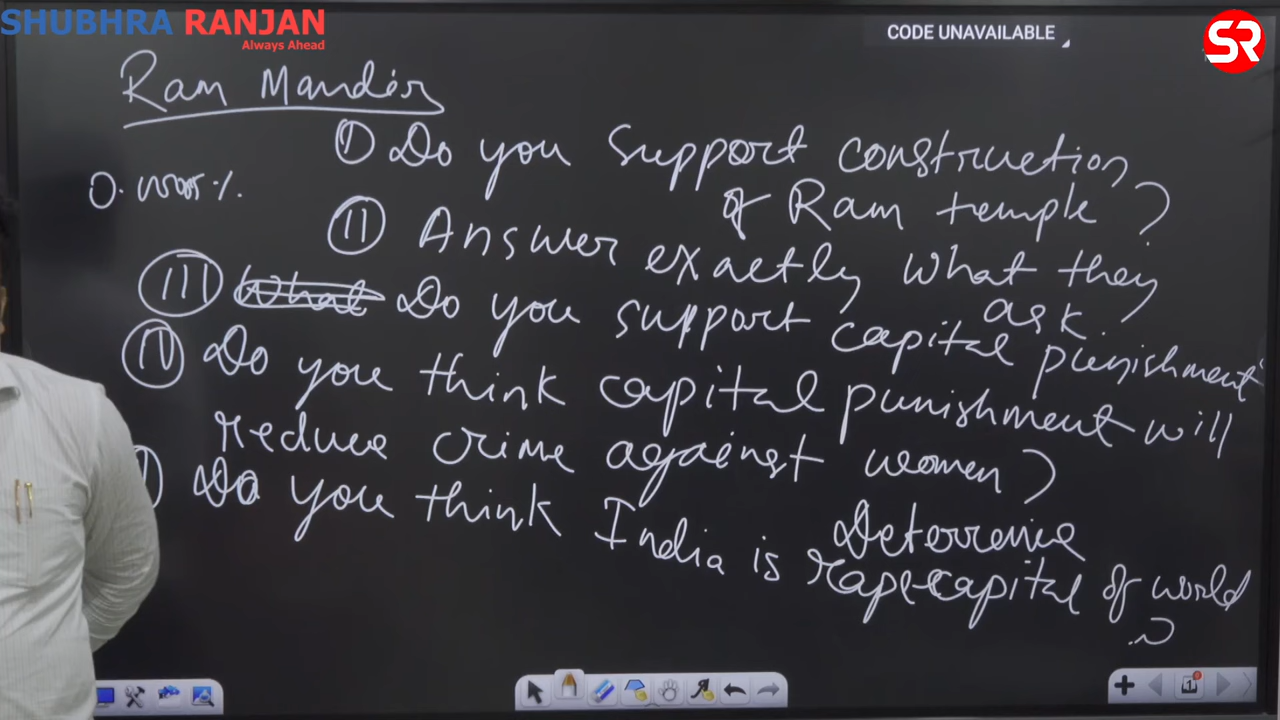 SHUBHRA RANJAN
Always Ahead
CODE UNAVAILABLE
SR
Ram Mandir
(I) Do you support construction
of Ram temple?
0.
(II) Answer exactly what they
ask
(III) What Do you support capital punishment
(IV) Do you think capital punishment will
reduce crime against women?
Deterrence
Do you think India is rape capital of world
?
1